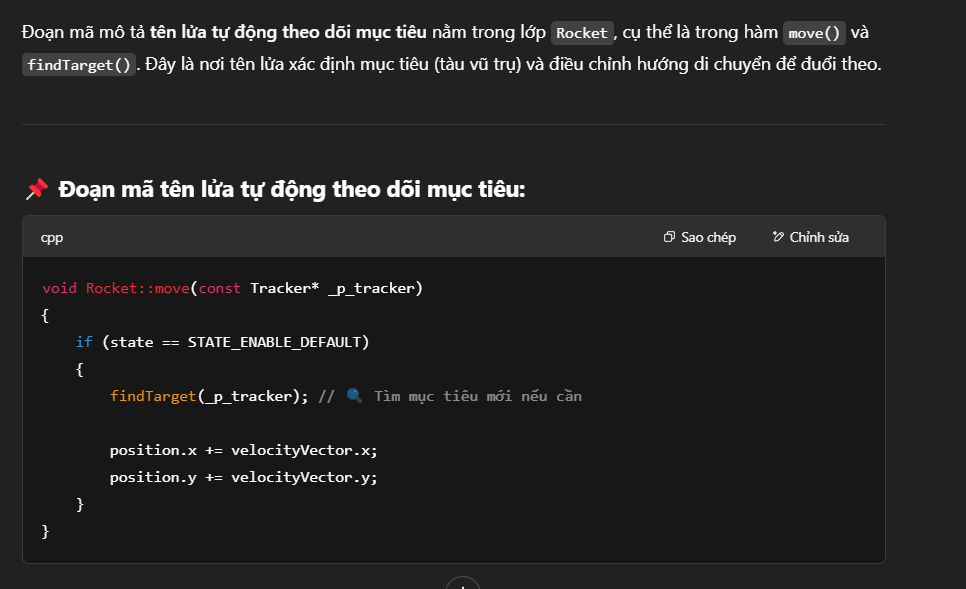 Đoạn mã mô tả tên lửa tự động theo dõi mục tiêu nằm trong lớp Rocket, cụ thể là trong hàm move() và
findTarget(). Đây là nơi tên lửa xác định mục tiêu (tàu vũ trụ) và điều chỉnh hướng di chuyển để đuổi theo.
📌 Đoạn mã tên lửa tự động theo dõi mục tiêu:
cpp Sao chép Chỉnh sửa
void Rocket::move(const Tracker* _p_tracker)
{
    if (state == STATE_ENABLE_DEFAULT)
    {
        findTarget(_p_tracker); // 🔍 Tìm mục tiêu mới nếu cần
        position.x += velocityVector.x;
        position.y += velocityVector.y;
    }
}